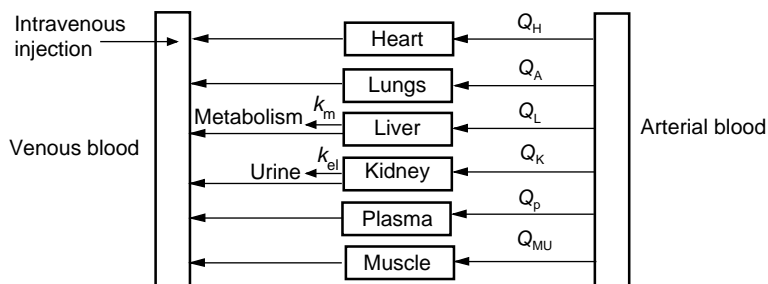 Intravenous
injection
Heart
Q_H
Lungs
Q_A
Metabolism k_m Liver
Q_L
Venous blood
Arterial blood
Urine k_el Kidney
Q_K
Plasma
Q_p
Muscle
Q_MU